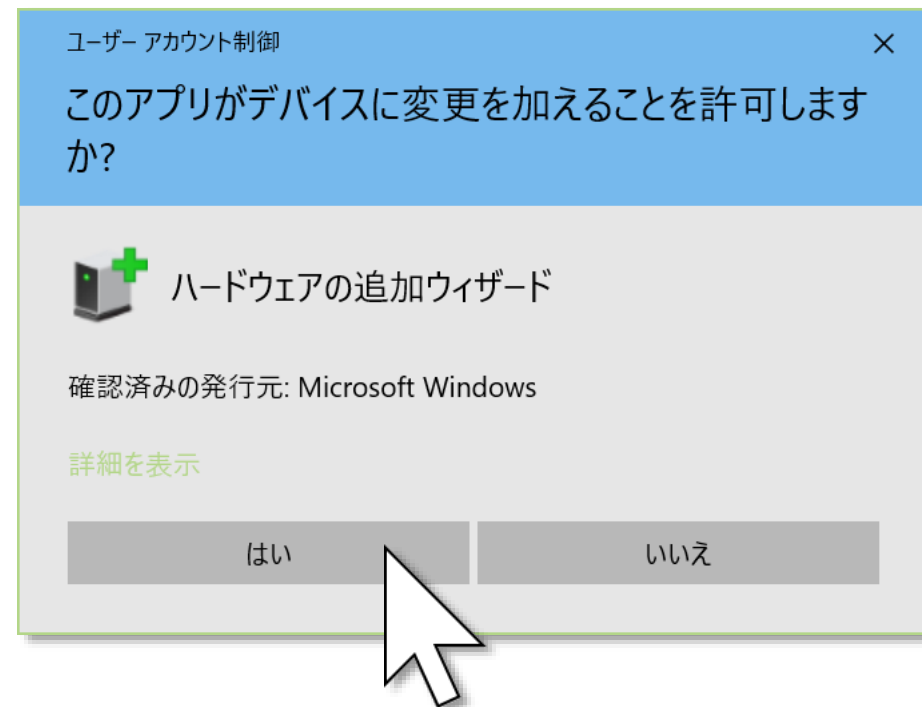 ユーザー アカウント制御
このアプリがデバイスに変更を加えることを許可します
か?
ハードウェアの追加ウィザード
確認済みの発行元: Microsoft Windows
詳細を表示
はい
いいえ